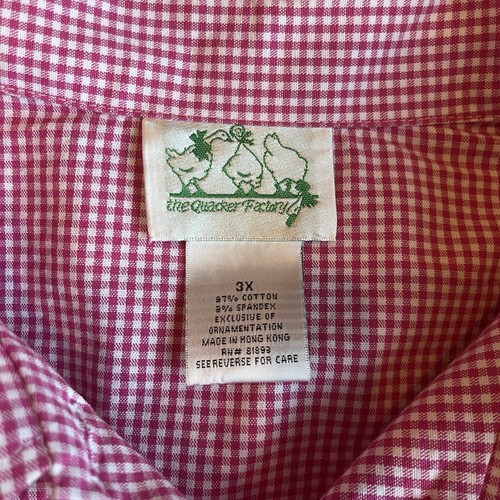 the Quacker Factory
3X
97% COTTON
3% SPANDEX
EXCLUSIVE OF
ORNAMENTATION
MADE IN HONG KONG
RN# 81893
SEE REVERSE FOR CARE